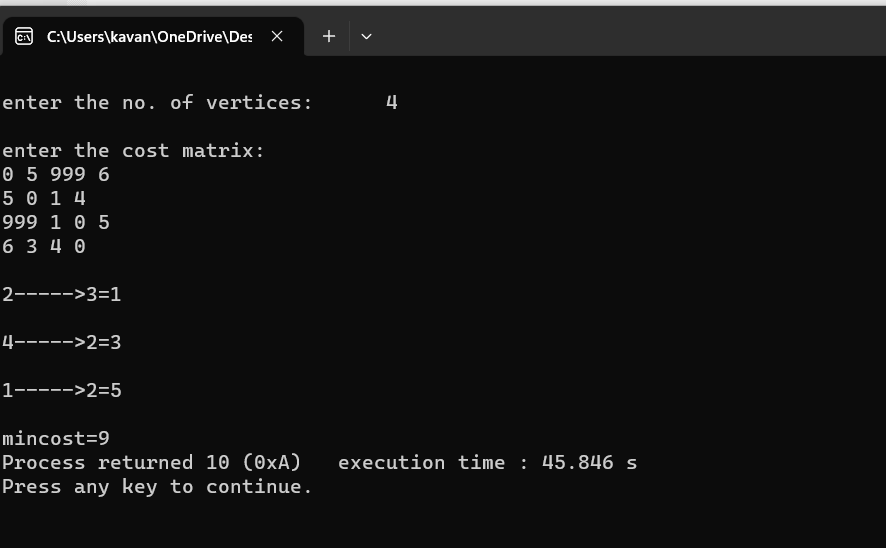 C:\Users\kavan\OneDrive\Des
enter the no. of vertices:      4
enter the cost matrix:
0 5 999 6
5 0 1 4
999 1 0 5
6 3 4 0
2----->3=1
4----->2=3
1----->2=5
mincost=9
Process returned 10 (0xA)   execution time : 45.846 s
Press any key to continue.